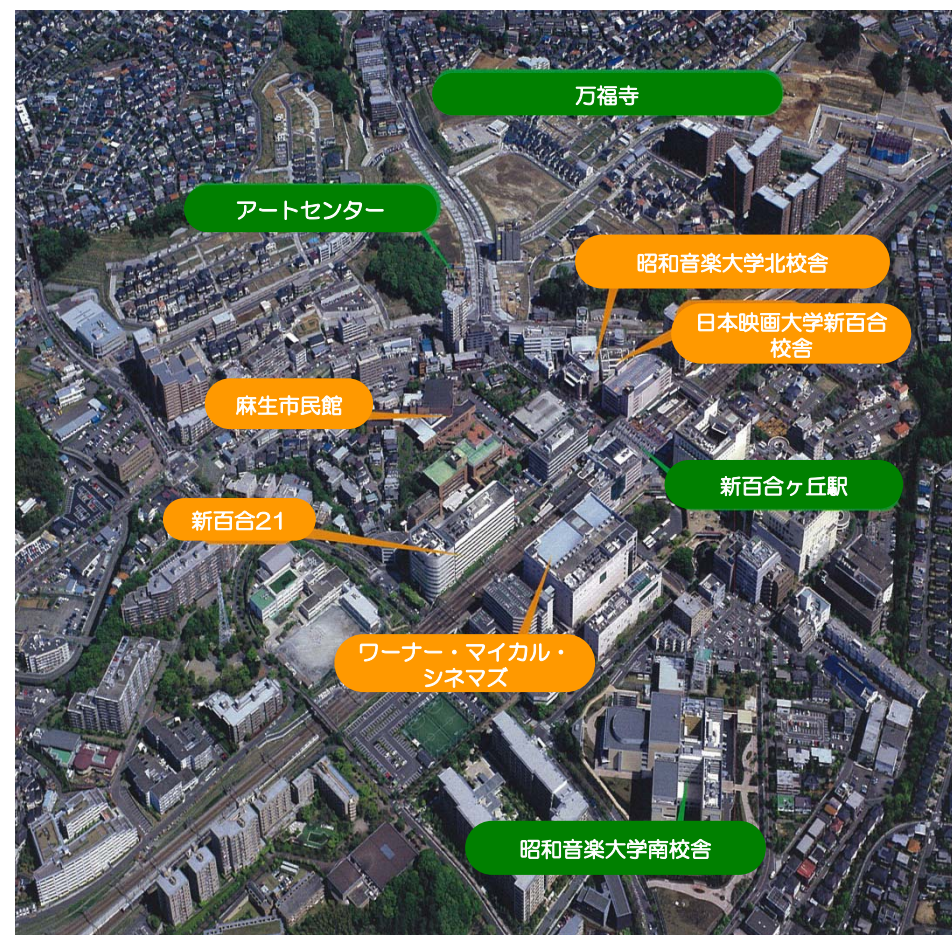 万福寺
アートセンター
昭和音楽大学北校舎
日本映画大学新百合
校舎
麻生市民館
新百合ヶ丘駅
新百合21
ワーナー・マイカル・
シネマズ
昭和音楽大学南校舎